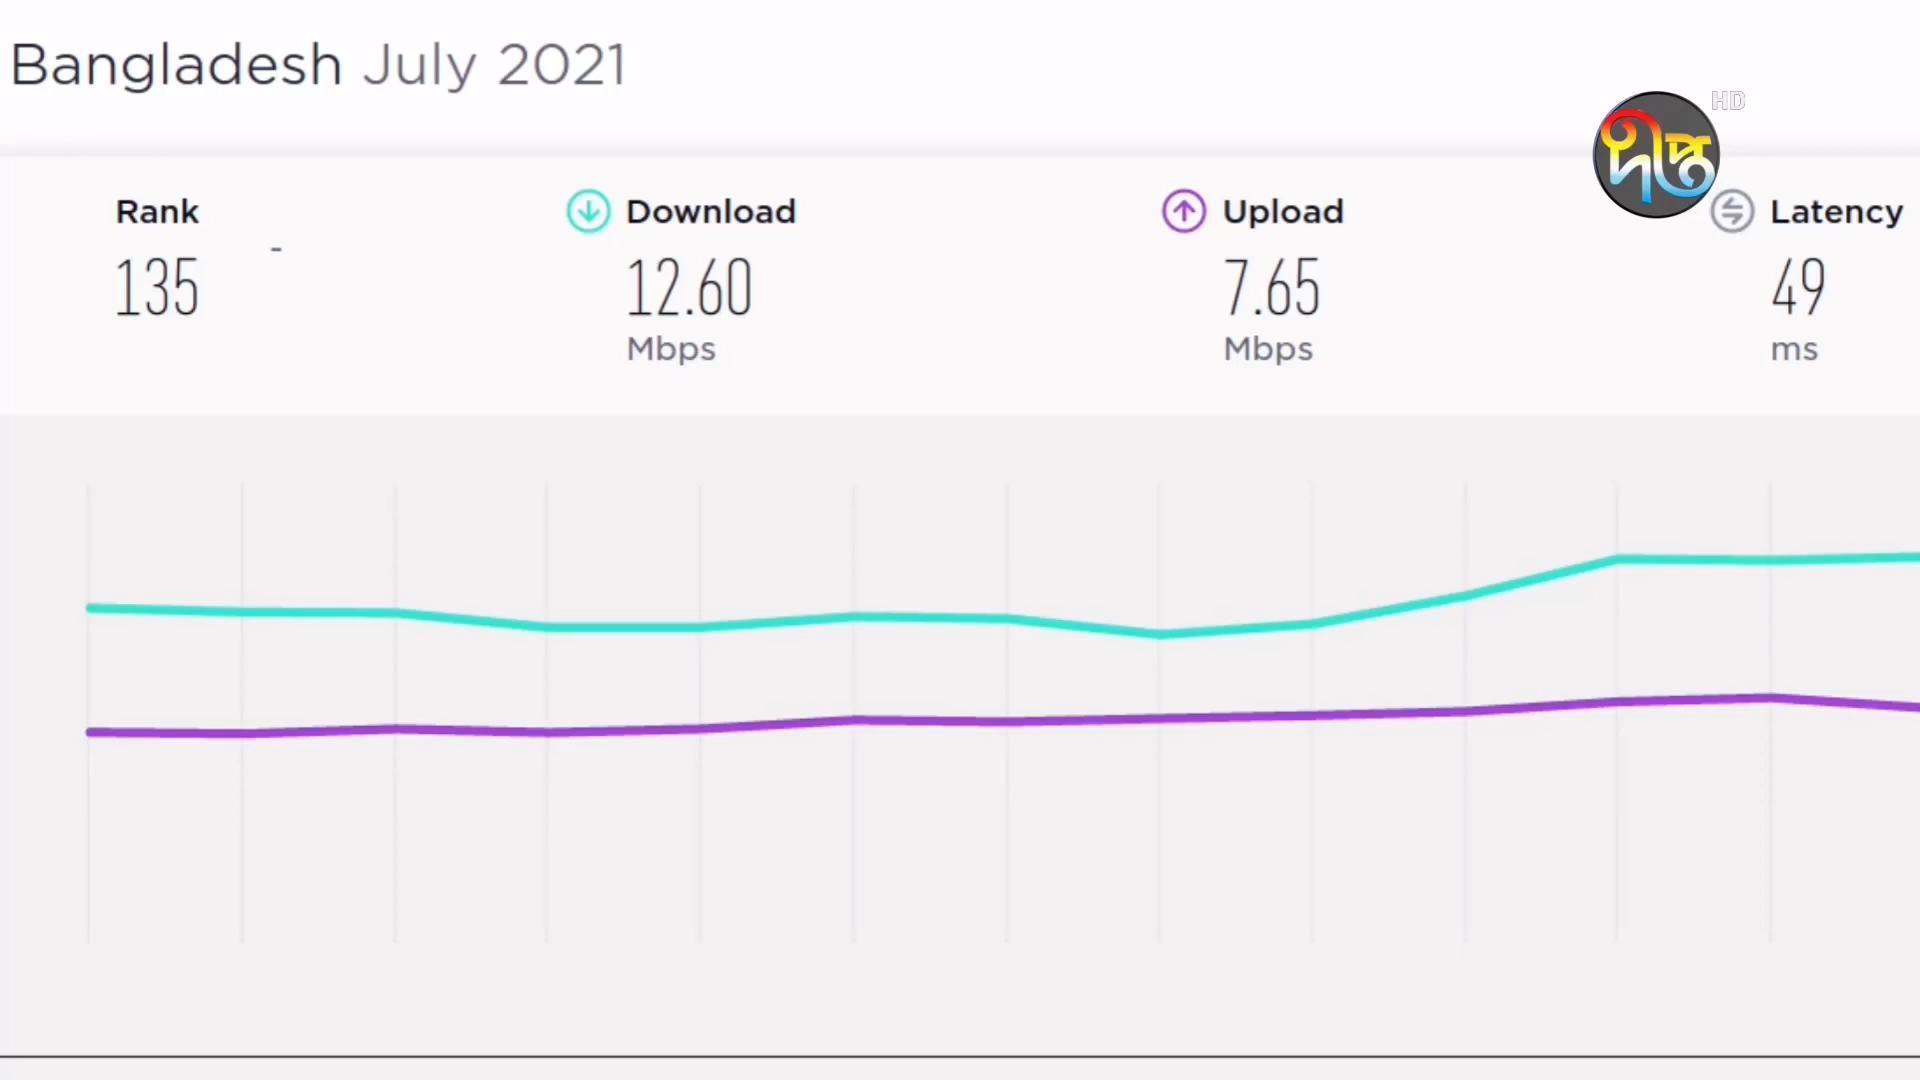 Bangladesh July 2021
HD
দীপ্ত
Rank
135
-
Download
12.60
Mbps
Upload
7.65
Mbps
Latency
49
ms